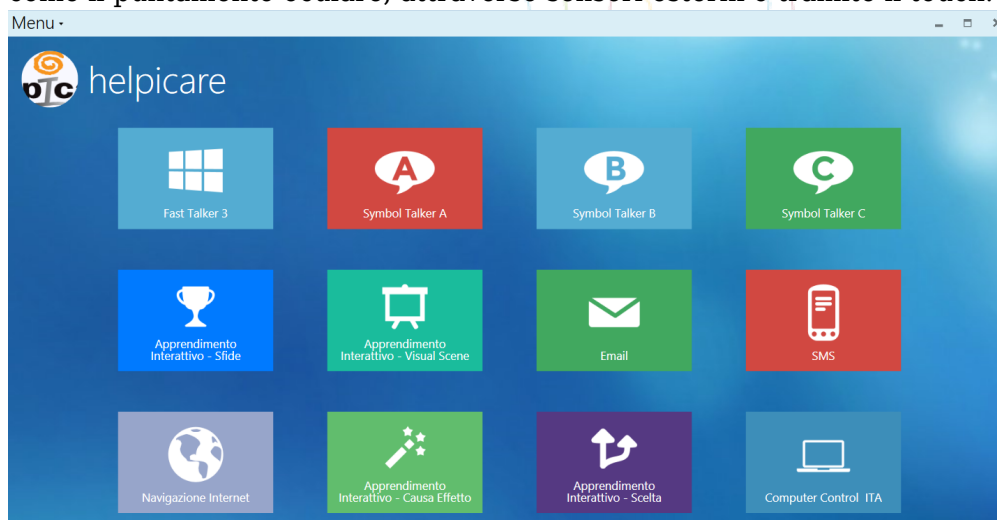 Menu
helpicare
Fast Talker 3
Symbol Talker A
Symbol Talker B
Symbol Talker C
A
B
C
Apprendimento
Interattivo - Sfide
Apprendimento
Interattivo - Visual Scene
Email
SMS
Navigazione Internet
Apprendimento
Interattivo - Causa Effetto
Apprendimento
Interattivo - Scelta
Computer Control ITA